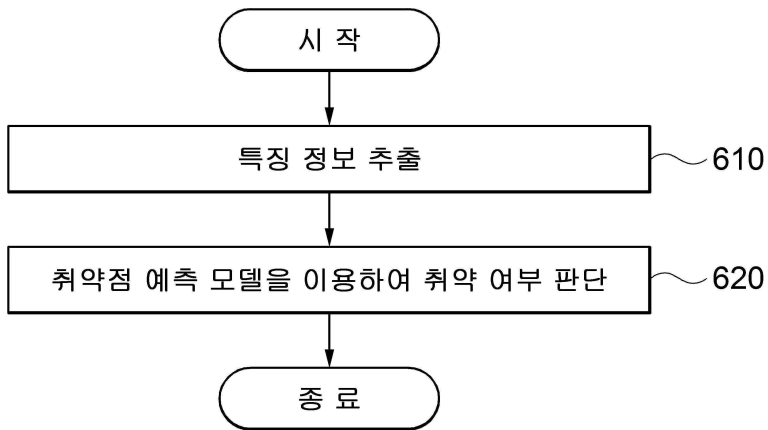 시 작
특징 정보 추출
610
취약점 예측 모델을 이용하여 취약 여부 판단
620
종 료